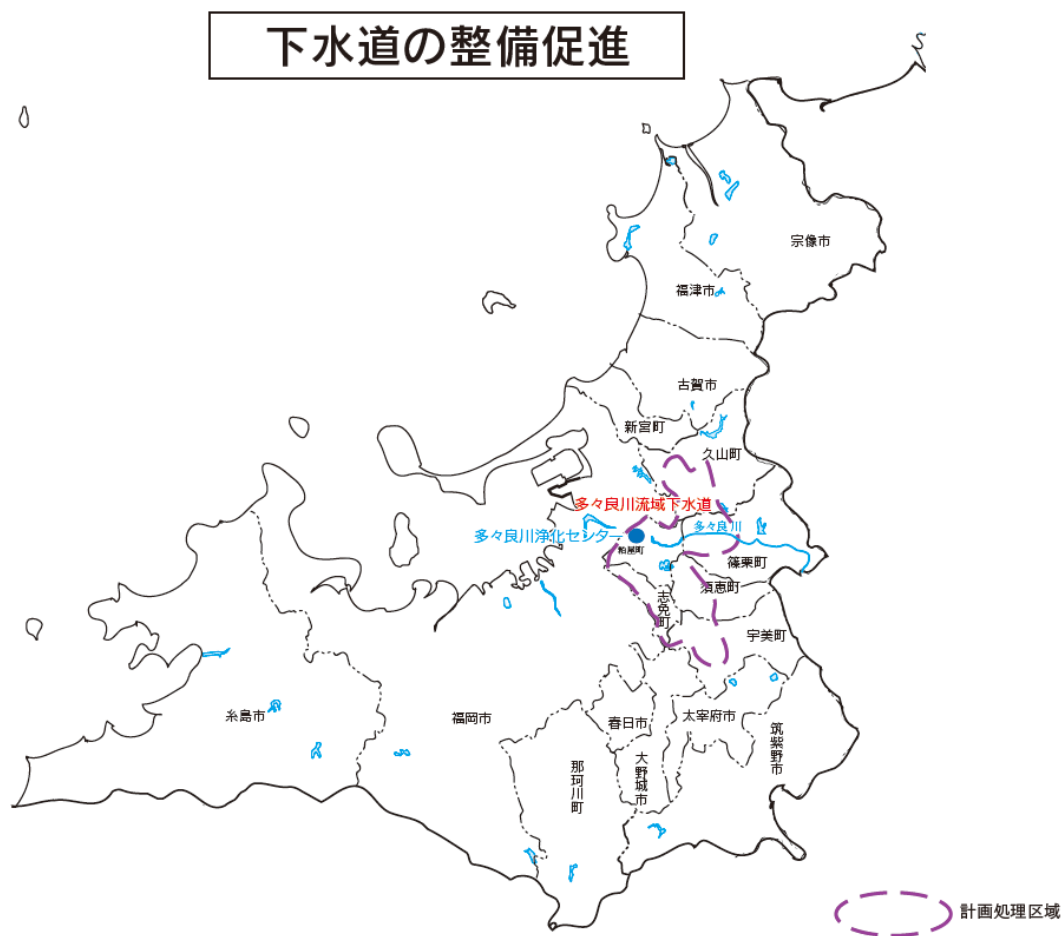 下水道の整備促進
宗像市
福津市
古賀市
新宮町
久山町
多々良川流域下水道
多々良川浄化センター
多々良川
粕屋町
篠栗町
須恵町
志免町
宇美町
糸島市
福岡市
春日市
太宰府市
筑紫野市
大野城市
那珂川町
計画処理区域